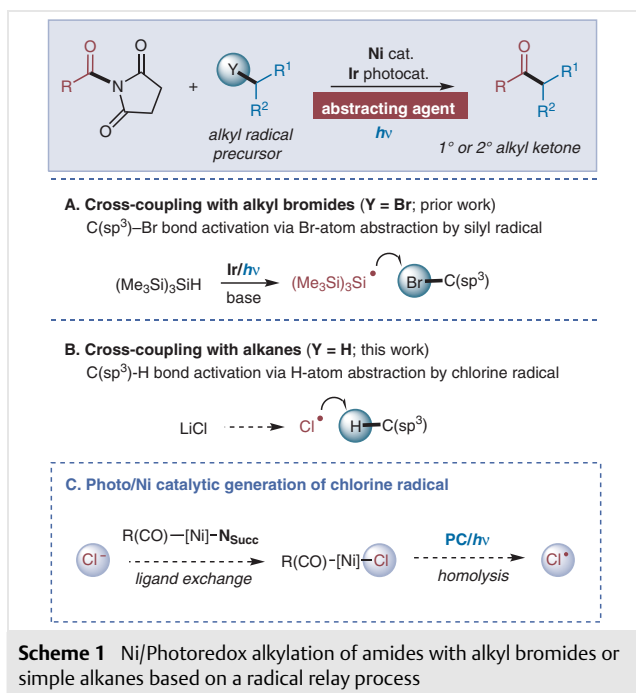 O
R
N
O
O
+
Y
R¹
R²
alkyl radical
precursor
Ni cat.
Ir photocat.
abstracting agent
hν
O
R
R¹
R²
1° or 2° alkyl ketone
A. Cross-coupling with alkyl bromides (Y = Br; prior work)
C(sp³)–Br bond activation via Br-atom abstraction by silyl radical
(Me₃Si)₃SiH
Ir/hν
base
(Me₃Si)₃Si•
Br
C(sp³)
B. Cross-coupling with alkanes (Y = H; this work)
C(sp³)-H bond activation via H-atom abstraction by chlorine radical
LiCl
Cl•
H
C(sp³)
C. Photo/Ni catalytic generation of chlorine radical
Cl⁻
R(CO)—[Ni]-N_Succ
ligand exchange
R(CO)-[Ni]-Cl
PC/hν
homolysis
Cl•
Scheme 1 Ni/Photoredox alkylation of amides with alkyl bromides or
simple alkanes based on a radical relay process